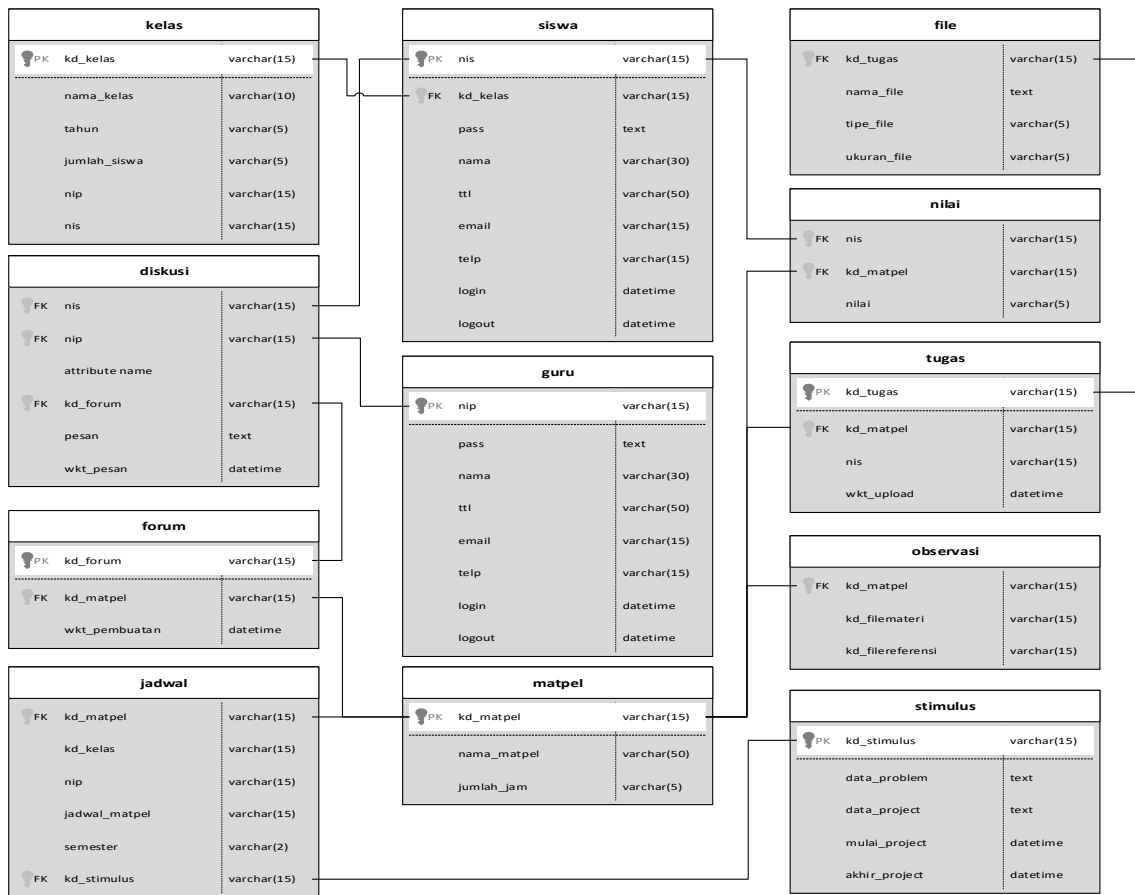 kelas
PK kd_kelas varchar(15)
nama_kelas varchar(10)
tahun varchar(5)
jumlah_siswa varchar(5)
nip varchar(15)
nis varchar(15)
diskusi
FK nis varchar(15)
FK nip varchar(15)
attribute name
FK kd_forum varchar(15)
pesan text
wkt_pesan datetime
forum
PK kd_forum varchar(15)
FK kd_matpel varchar(15)
wkt_pembuatan datetime
jadwal
FK kd_matpel varchar(15)
kd_kelas varchar(15)
nip varchar(15)
jadwal_matpel varchar(15)
semester varchar(2)
FK kd_stimulus varchar(15)
siswa
PK nis varchar(15)
FK kd_kelas varchar(15)
pass text
nama varchar(30)
ttl varchar(50)
email varchar(15)
telp varchar(15)
login datetime
logout datetime
guru
PK nip varchar(15)
pass text
nama varchar(30)
ttl varchar(50)
email varchar(15)
telp varchar(15)
login datetime
logout datetime
matpel
PK kd_matpel varchar(15)
nama_matpel varchar(50)
jumlah_jam varchar(5)
file
FK kd_tugas varchar(15)
nama_file text
tipe_file varchar(5)
ukuran_file varchar(5)
nilai
FK nis varchar(15)
FK kd_matpel varchar(15)
nilai varchar(5)
tugas
PK kd_tugas varchar(15)
FK kd_matpel varchar(15)
nis varchar(15)
wkt_upload datetime
observasi
FK kd_matpel varchar(15)
kd_filemateri varchar(15)
kd_filereferensi varchar(15)
stimulus
PK kd_stimulus varchar(15)
data_problem text
data_project text
mulai_project datetime
akhir_project datetime